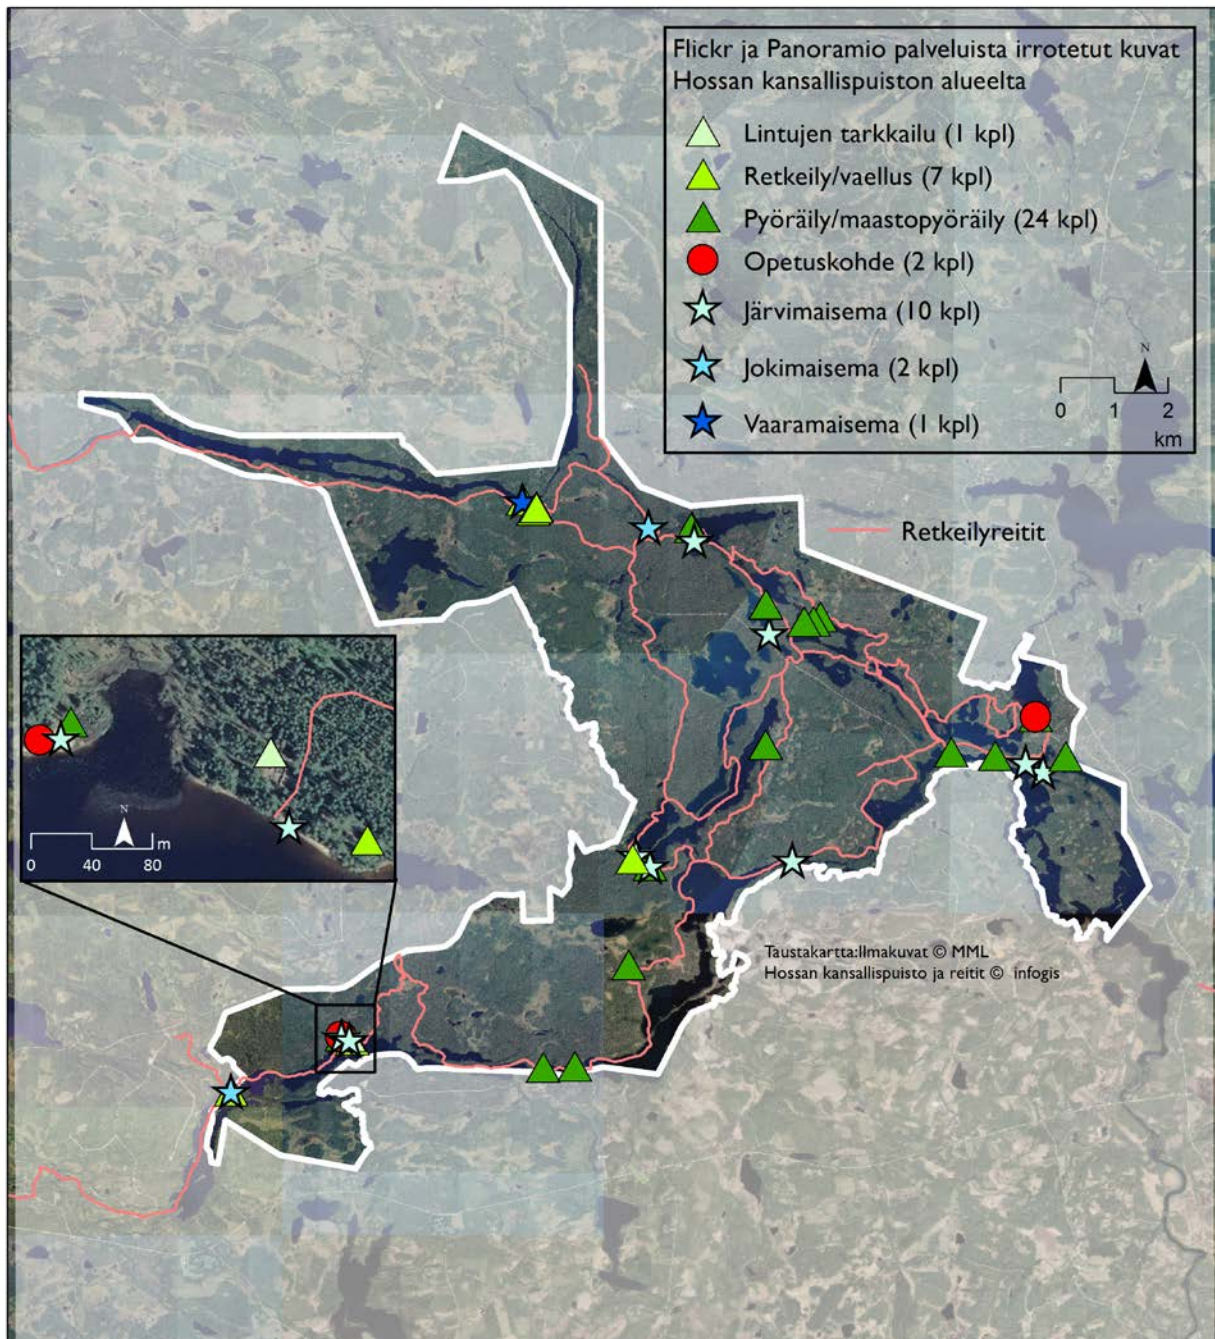 Flickr ja Panoramio palveluista irrotetut kuvat
Hossan kansallispuiston alueelta
Lintujen tarkkailu (1 kpl)
Retkeily/vaellus (7 kpl)
Pyöräily/maastopyöräily (24 kpl)
Opetuskohde (2 kpl)
Järvimaisema (10 kpl)
Jokimaisema (2 kpl)
Vaaramaisema (1 kpl)
N
0 1 2
km
Retkeilyreitit
N
m
0 40 80
Taustakartta:Ilmakuvat © MML
Hossan kansallispuisto ja reitit © infogis